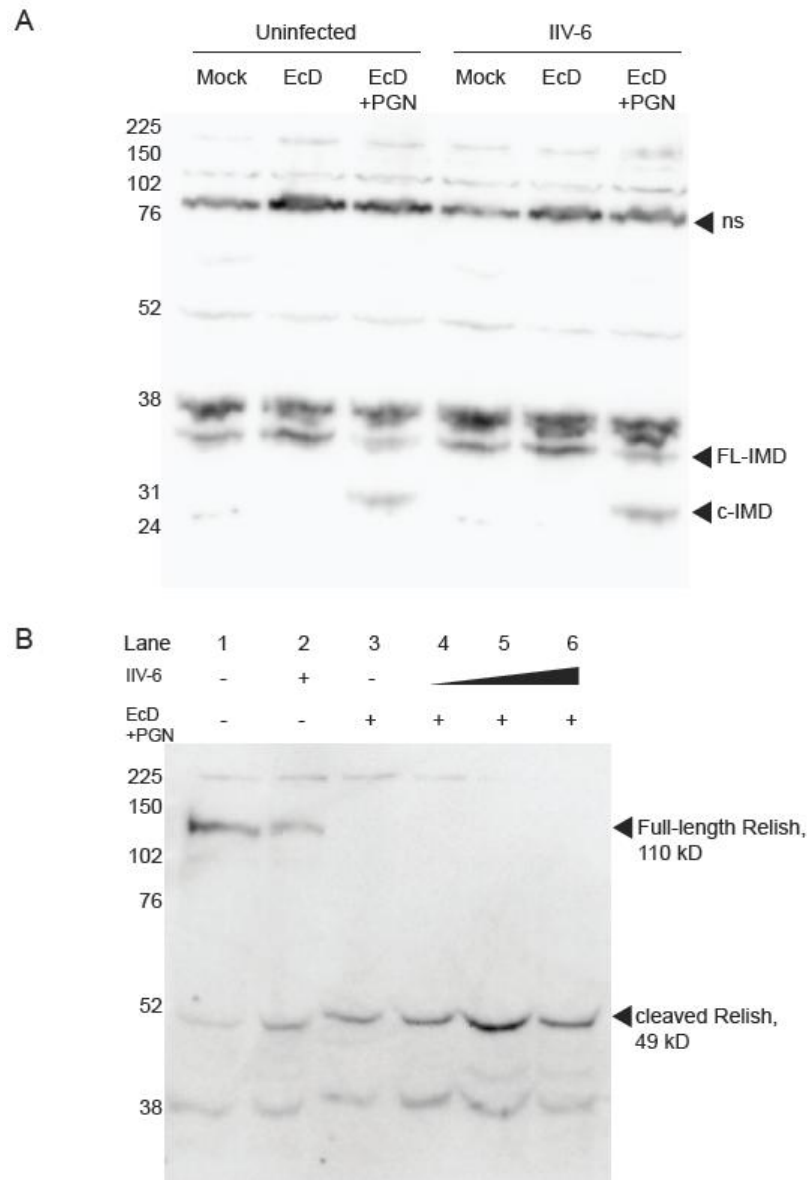 A
Uninfected IIV-6
Mock EcD EcD Mock EcD EcD
+PGN +PGN
225
150
102
76
ns
52
38
FL-IMD
31
c-IMD
24
B
Lane 1 2 3 4 5 6
IIV-6 - + -
EcD - - + + + +
+PGN
225
150
Full-length Relish,
110 kD
102
76
52
cleaved Relish,
49 kD
38